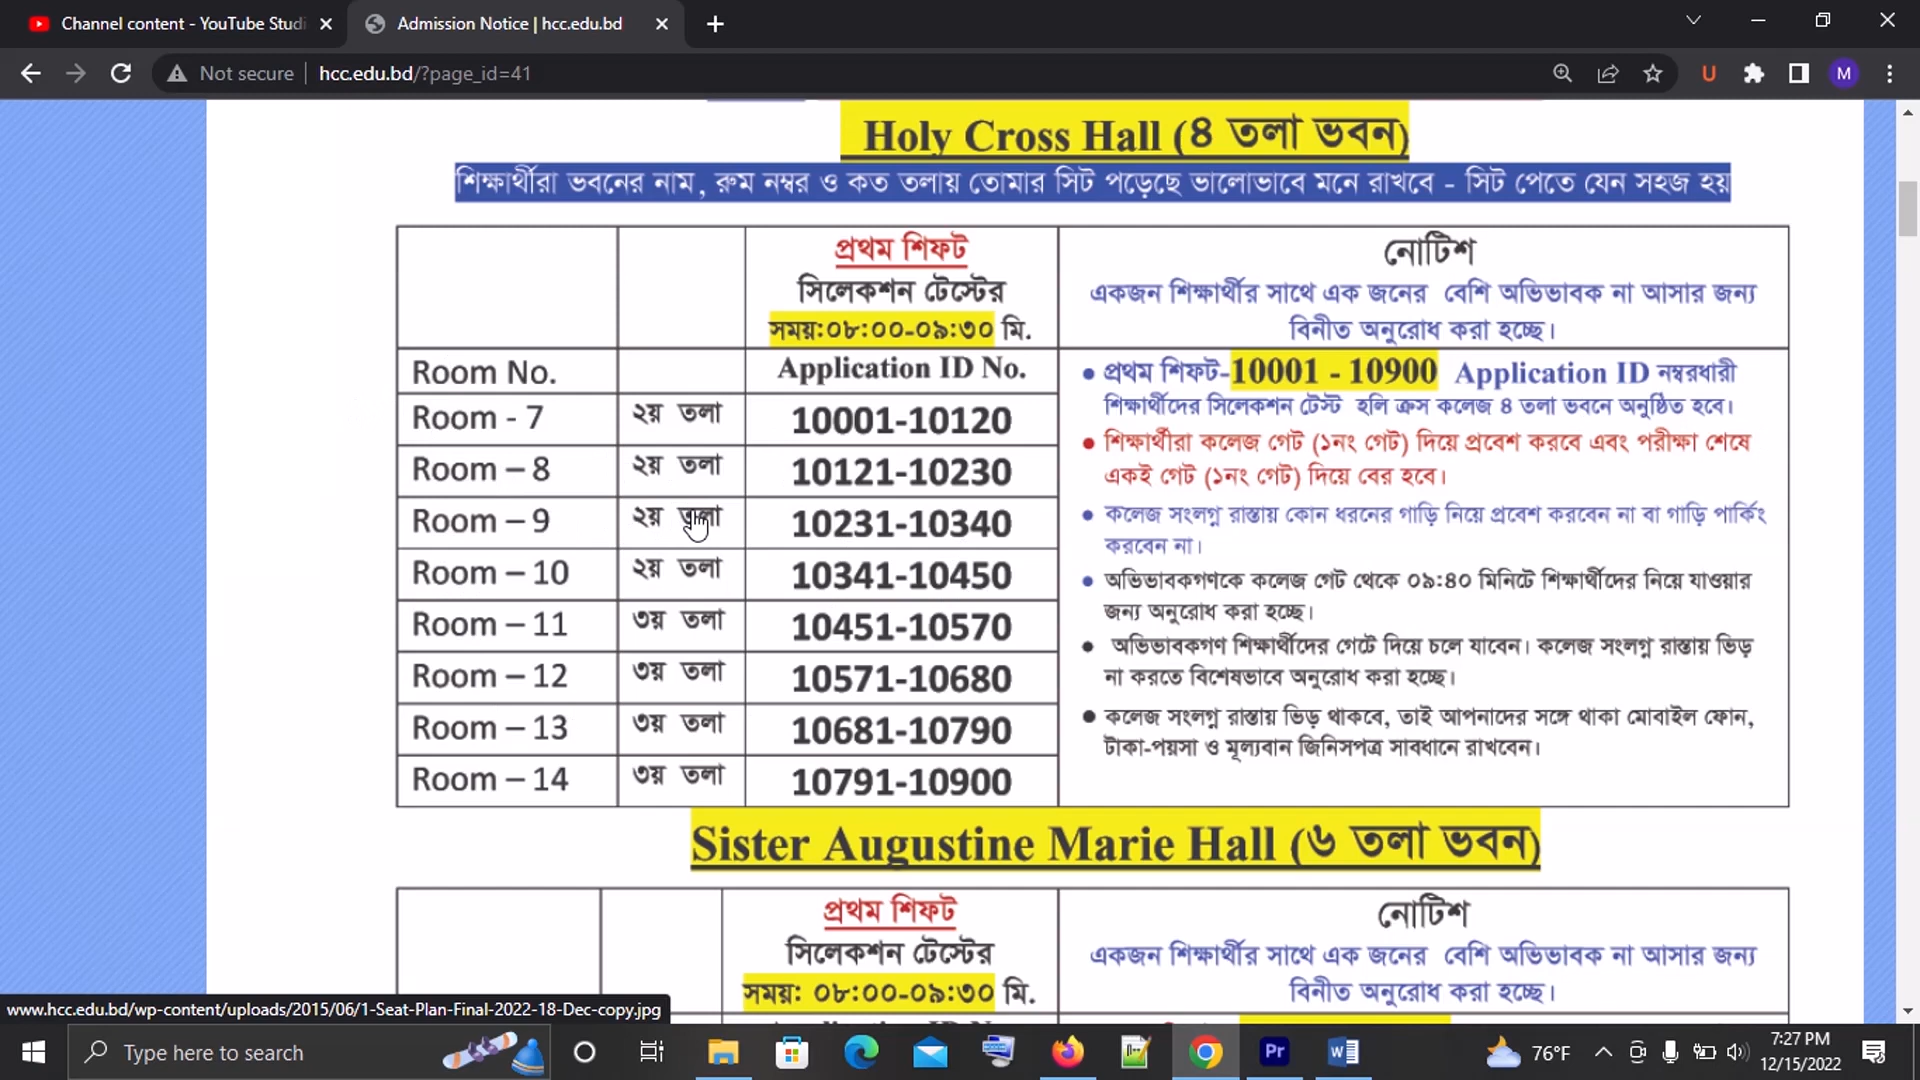 Channel content - YouTube Studi
Admission Notice | hcc.edu.bd
Not secure
hcc.edu.bd/?page_id=41
Holy Cross Hall (৪ তলা ভবন)
শিক্ষার্থীরা ভবনের নাম, রুম নম্বর ও কত তলায় তোমার সিট পড়েছে ভালোভাবে মনে রাখবে - সিট পেতে যেন সহজ হয়
প্রথম শিফট
সিলেকশন টেস্টের
সময়:০৮:০০-০৯:৩০ মি.
নোটিশ
একজন শিক্ষার্থীর সাথে এক জনের বেশি অভিভাবক না আসার জন্য
বিনীত অনুরোধ করা হচ্ছে।
Room No.
Application ID No.
Room - 7 ২য় তলা 10001-10120
Room – 8 ২য় তলা 10121-10230
Room – 9 ২য় তলা 10231-10340
Room – 10 ২য় তলা 10341-10450
Room – 11 ৩য় তলা 10451-10570
Room – 12 ৩য় তলা 10571-10680
Room – 13 ৩য় তলা 10681-10790
Room – 14 ৩য় তলা 10791-10900
• প্রথম শিফট-10001 - 10900 Application ID নম্বরধারী
শিক্ষার্থীদের সিলেকশন টেস্ট হলি ক্রস কলেজ ৪ তলা ভবনে অনুষ্ঠিত হবে।
• শিক্ষার্থীরা কলেজ গেট (১নং গেট) দিয়ে প্রবেশ করবে এবং পরীক্ষা শেষে
একই গেট (১নং গেট) দিয়ে বের হবে।
• কলেজ সংলগ্ন রাস্তায় কোন ধরনের গাড়ি নিয়ে প্রবেশ করবেন না বা গাড়ি পার্কিং
করবেন না।
• অভিভাবকগণকে কলেজ গেট থেকে ০৯:৪০ মিনিটে শিক্ষার্থীদের নিয়ে যাওয়ার
জন্য অনুরোধ করা হচ্ছে।
• অভিভাবকগণ শিক্ষার্থীদের গেটে দিয়ে চলে যাবেন। কলেজ সংলগ্ন রাস্তায় ভিড়
না করতে বিশেষভাবে অনুরোধ করা হচ্ছে।
• কলেজ সংলগ্ন রাস্তায় ভিড় থাকবে, তাই আপনাদের সঙ্গে থাকা মোবাইল ফোন,
টাকা-পয়সা ও মূল্যবান জিনিসপত্র সাবধানে রাখবেন।
Sister Augustine Marie Hall (৬ তলা ভবন)
প্রথম শিফট
সিলেকশন টেস্টের
সময়: ০৮:০০-০৯:৩০ মি.
নোটিশ
একজন শিক্ষার্থীর সাথে এক জনের বেশি অভিভাবক না আসার জন্য
বিনীত অনুরোধ করা হচ্ছে।
www.hcc.edu.bd/wp-content/uploads/2015/06/1-Seat-Plan-Final-2022-18-Dec-copy.jpg
Type here to search
76°F
7:27 PM
12/15/2022